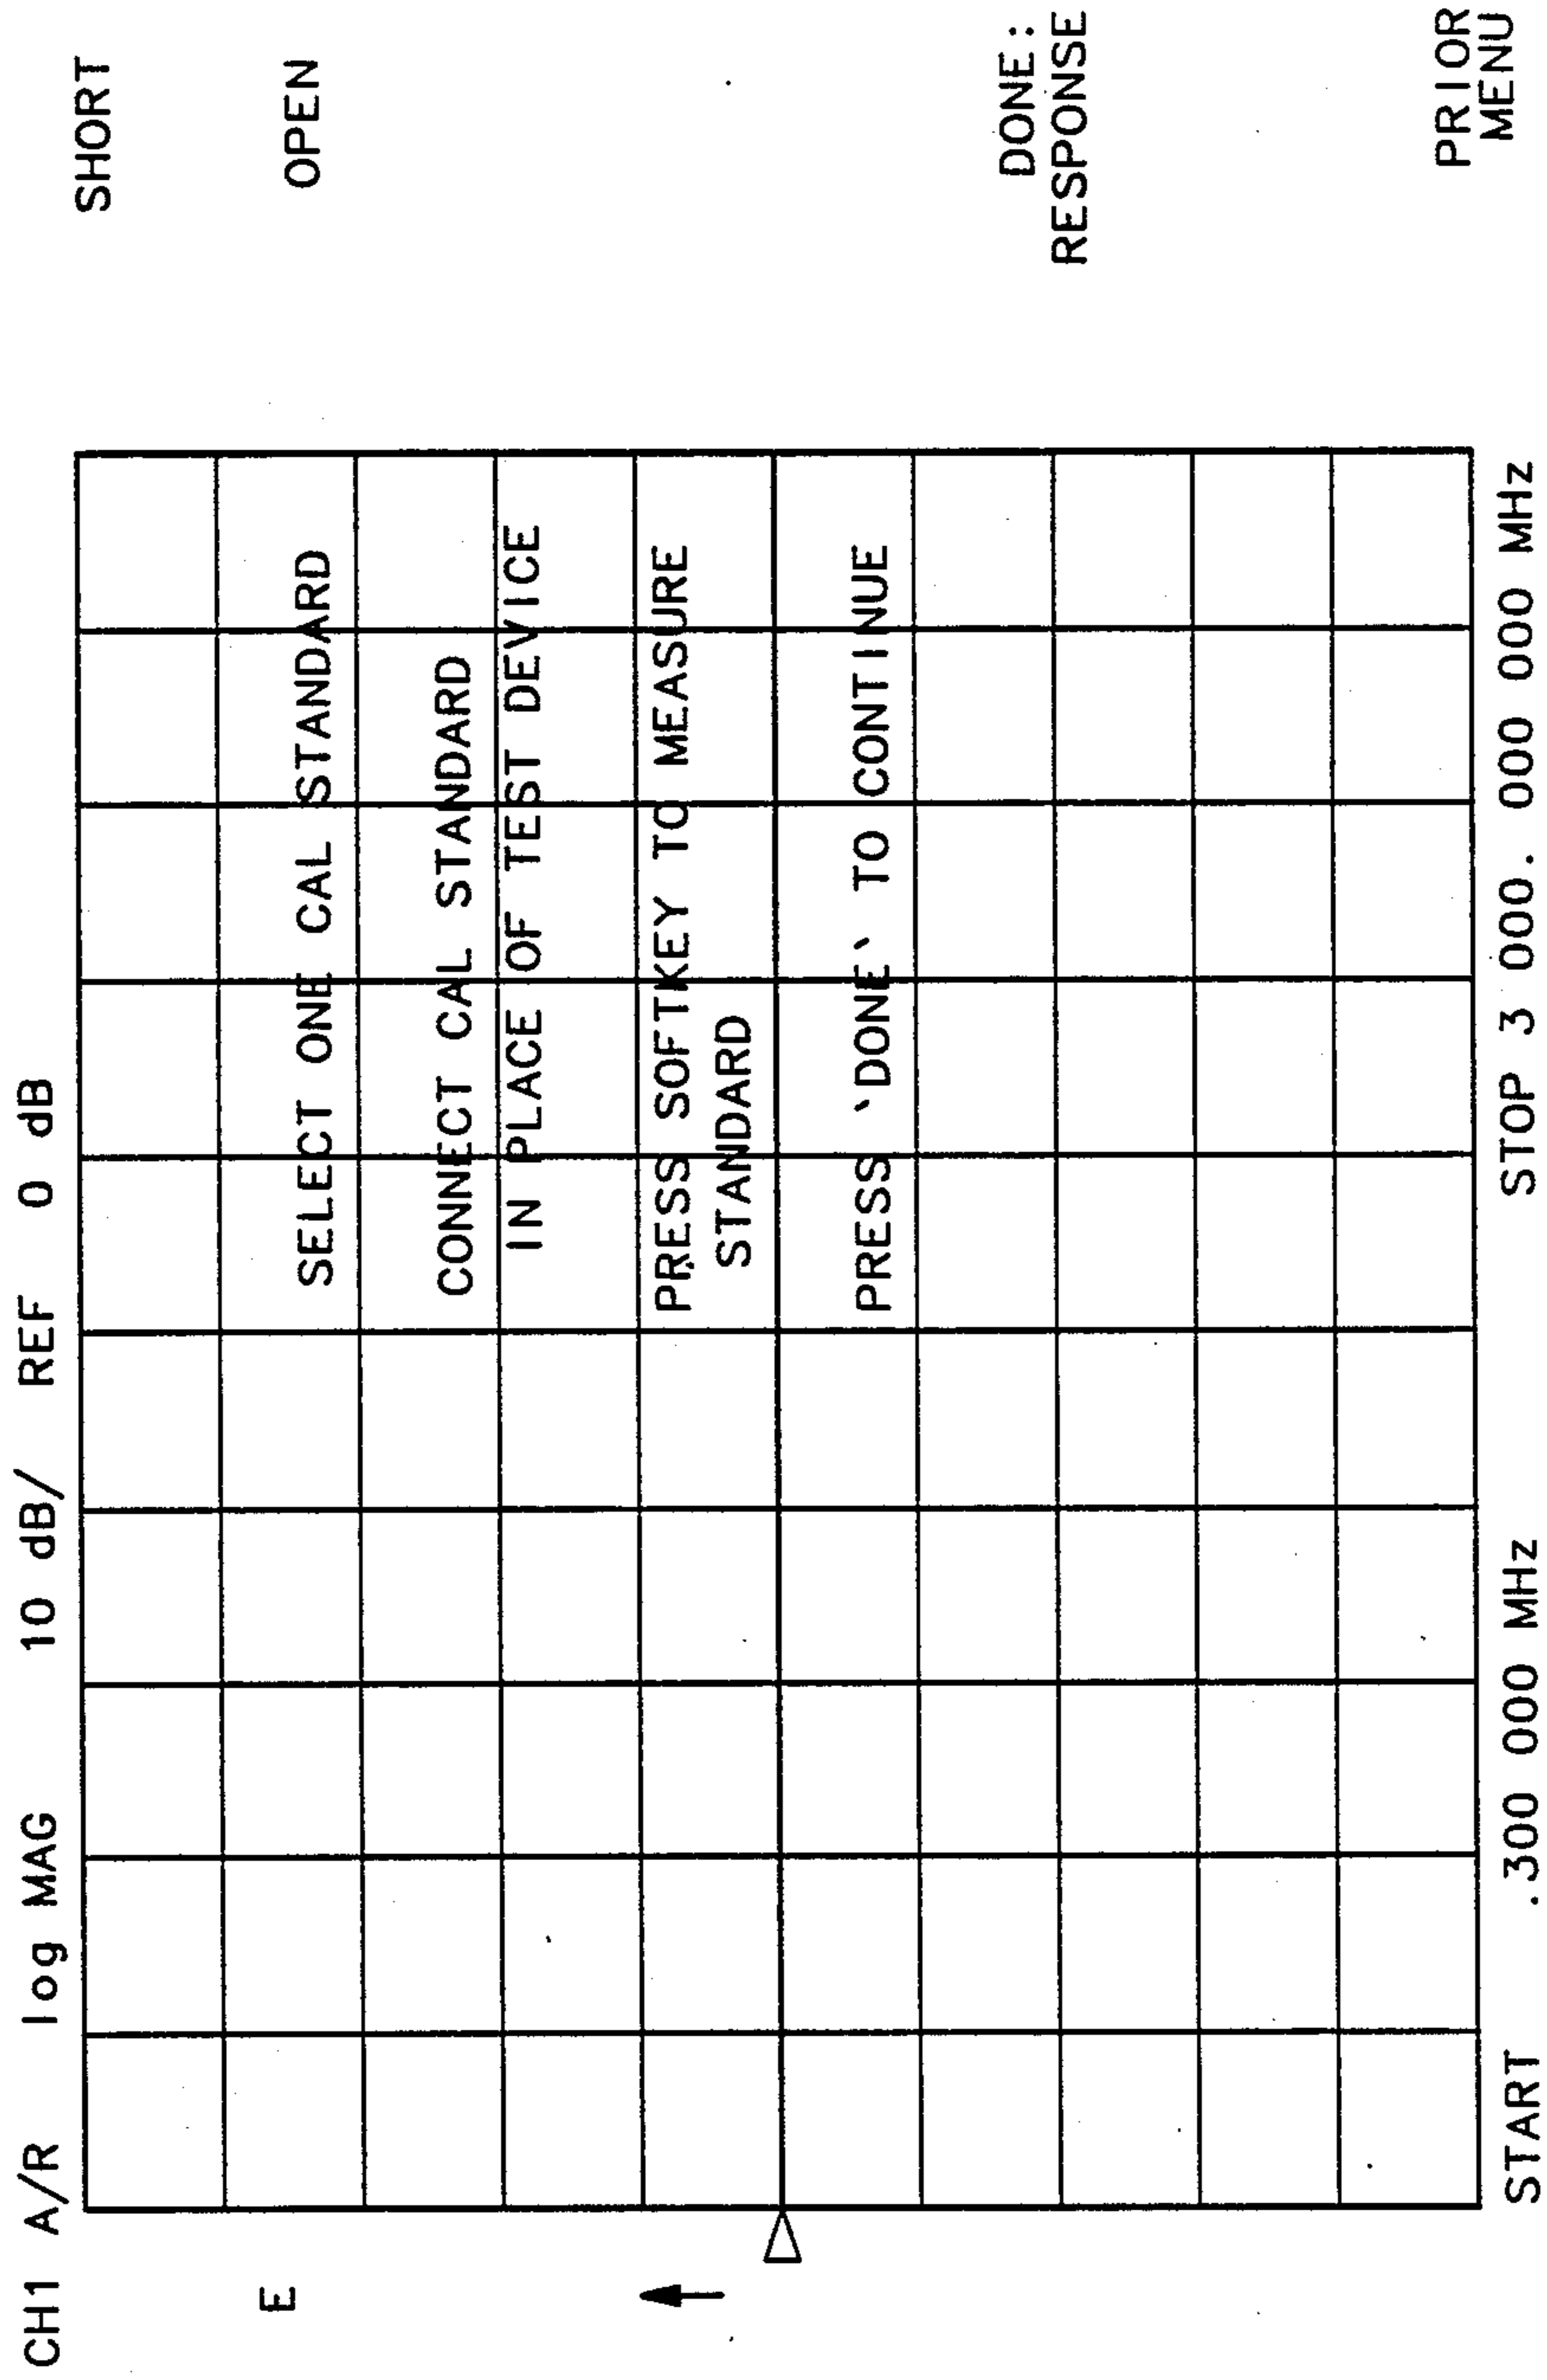 CH1 A/R log MAG 10 dB/ REF 0 dB
E
SELECT ONE CAL STANDARD
CONNECT CAL STANDARD
IN PLACE OF TEST DEVICE
PRESS SOFTKEY TO MEASURE
STANDARD
PRESS `DONE` TO CONTINUE
START .300 000 MHz STOP 3 000. 000 000 MHz
SHORT
OPEN
DONE:
RESPONSE
PRIOR
MENU